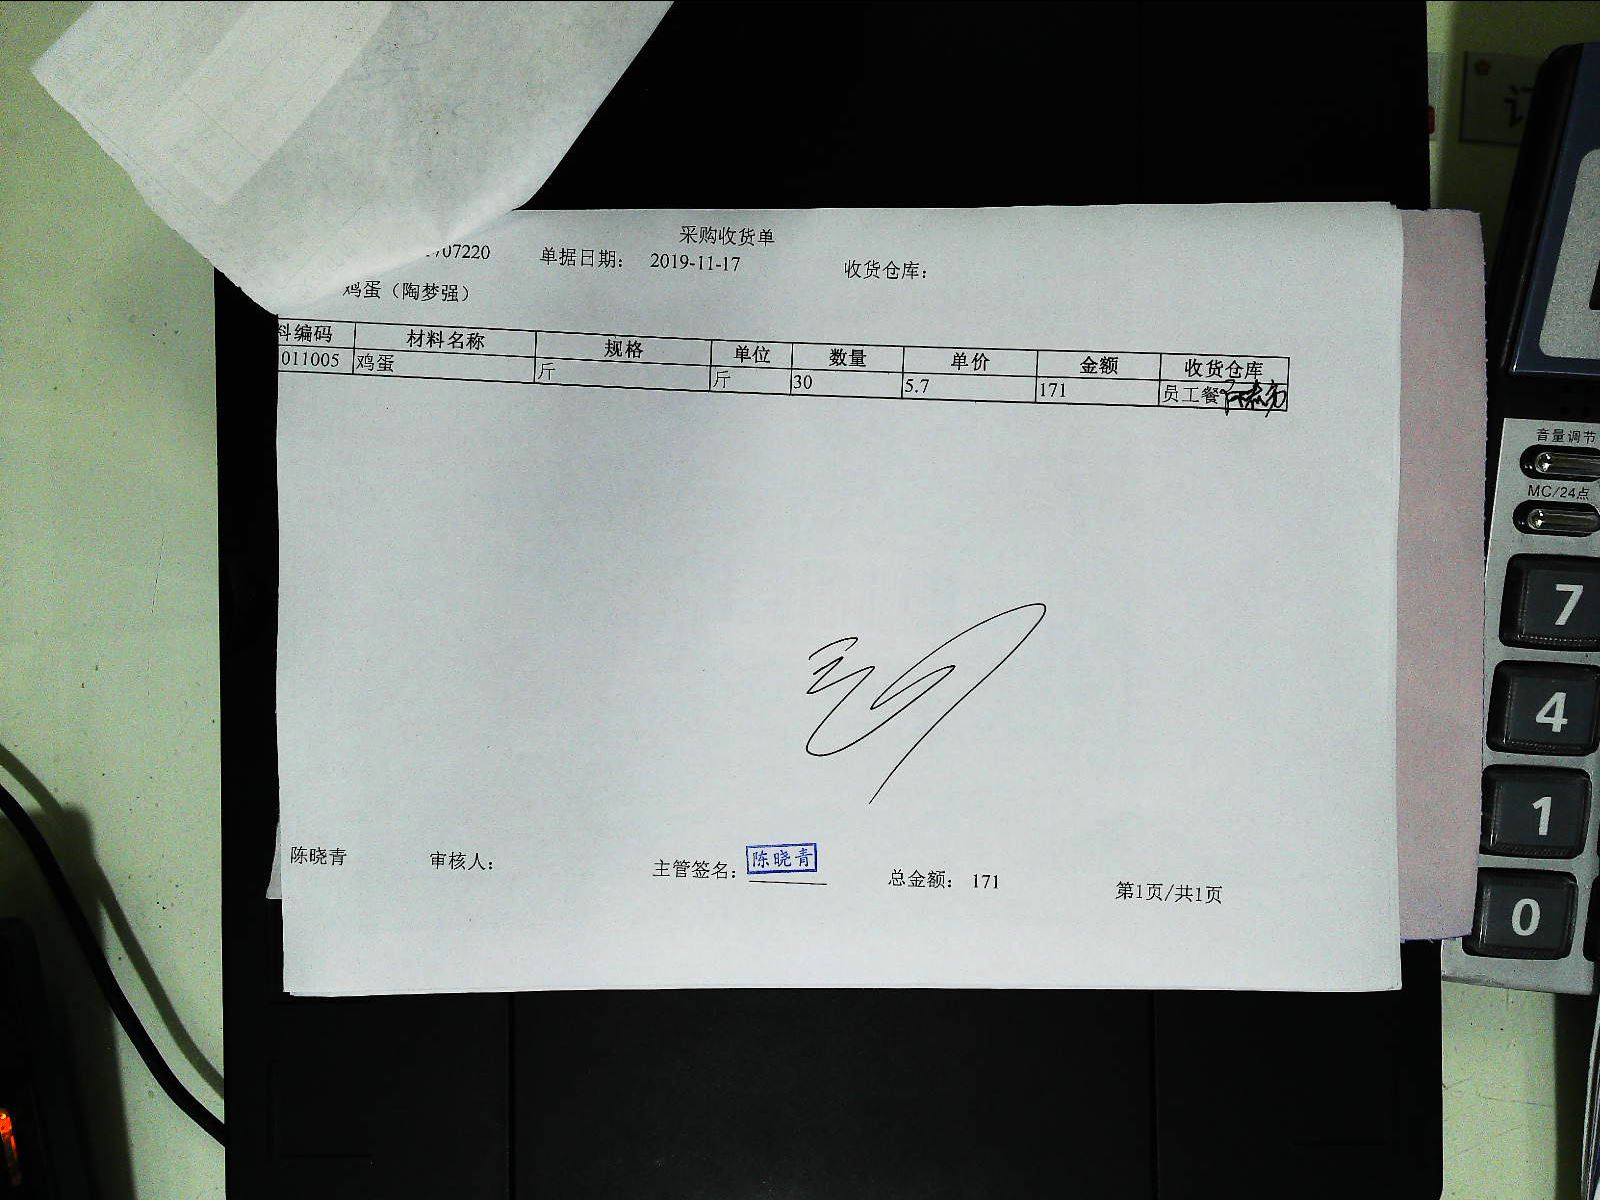 采购收货单
707220 单据日期： 2019-11-17 收货仓库：
鸡蛋（陶梦强）
料编码 材料名称 规格 单位 数量 单价 金额 收货仓库
011005 鸡蛋 斤 斤 30 5.7 171 员工餐
陈晓青 审核人： 主管签名： 陈晓青 总金额： 171 第1页/共1页
音量调节
MC/24点
7
4
1
0